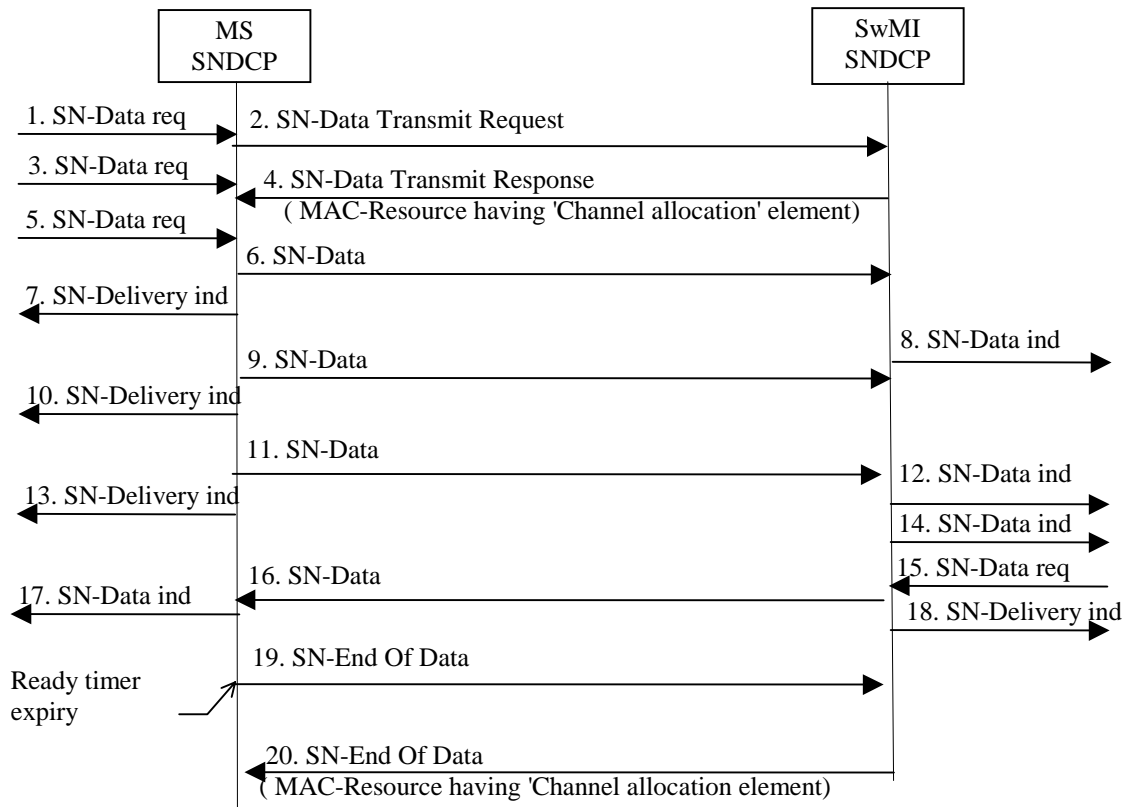 MS
SNDCP
SwMI
SNDCP
1. SN-Data req
2. SN-Data Transmit Request
3. SN-Data req
4. SN-Data Transmit Response
( MAC-Resource having 'Channel allocation' element)
5. SN-Data req
6. SN-Data
7. SN-Delivery ind
8. SN-Data ind
9. SN-Data
10. SN-Delivery ind
11. SN-Data
12. SN-Data ind
13. SN-Delivery ind
14. SN-Data ind
15. SN-Data req
16. SN-Data
17. SN-Data ind
18. SN-Delivery ind
19. SN-End Of Data
Ready timer
expiry
20. SN-End Of Data
( MAC-Resource having 'Channel allocation element)